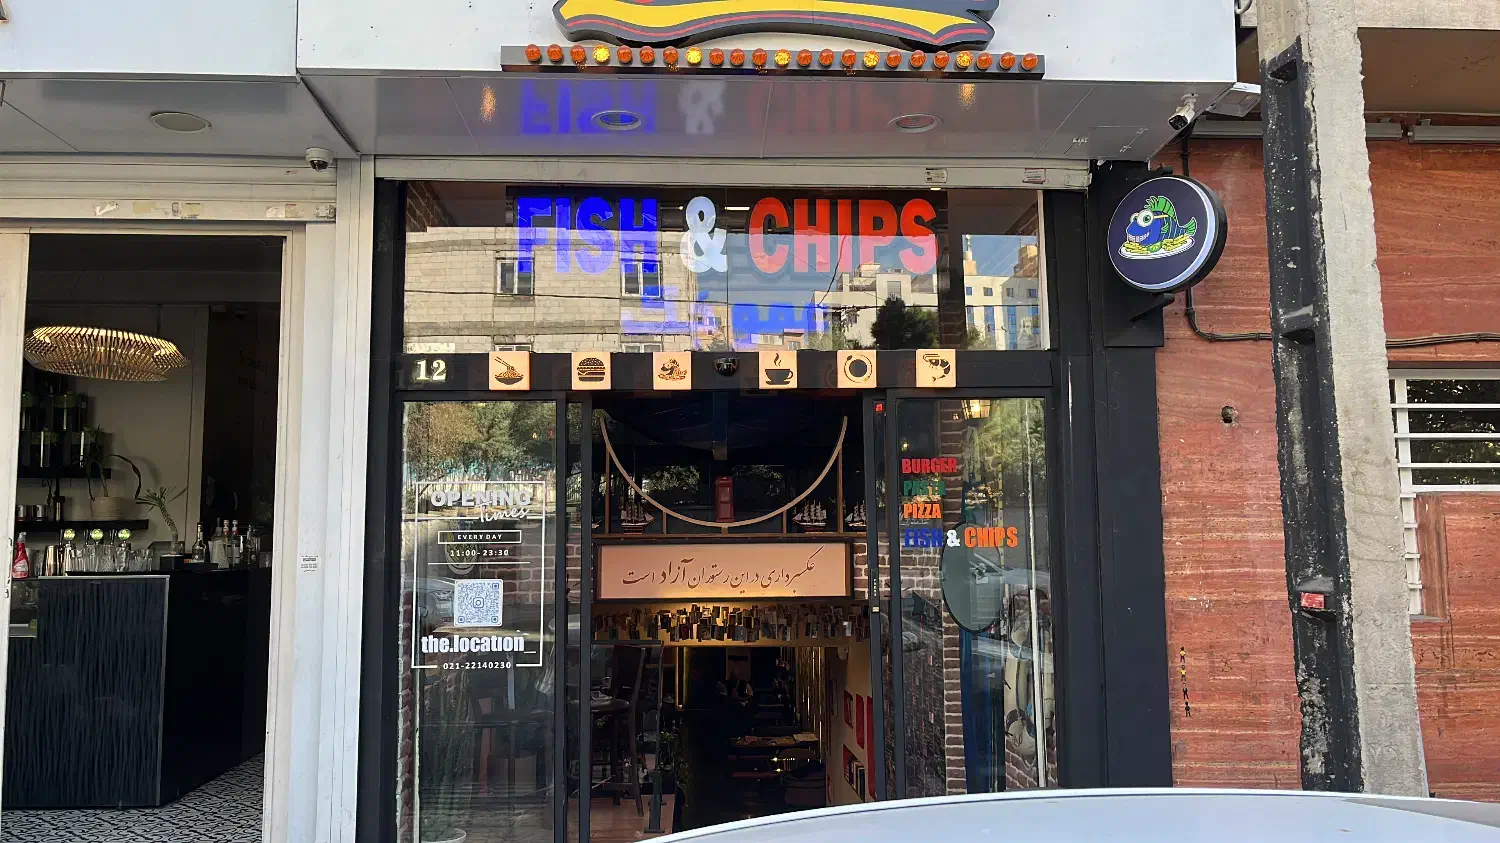 FISH & CHIPS
12
OPENING
times
EVERY DAY
11:00-23:30
the.location_
021-22140230
عکسبرداری در این رستوران آزاد است
BURGER
PASTA
PIZZA
FISH & CHIPS